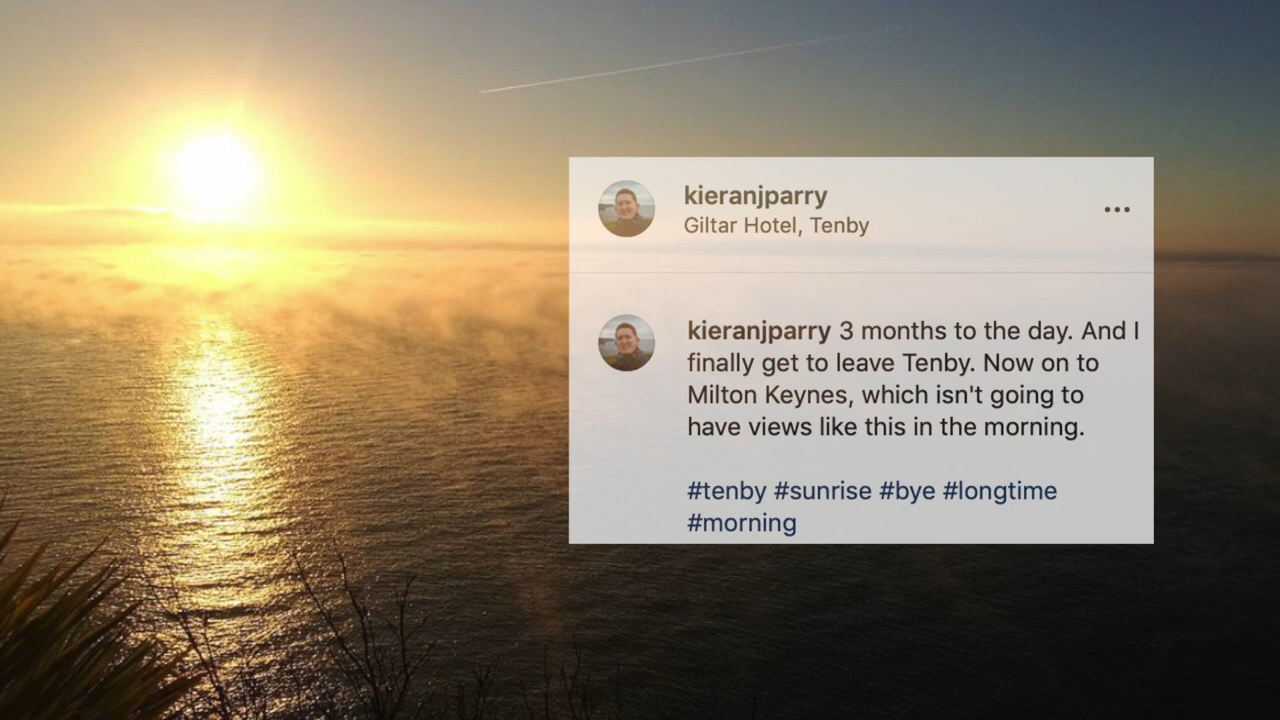 kieranjparry
Giltar Hotel, Tenby
kieranjparry 3 months to the day. And I
finally get to leave Tenby. Now on to
Milton Keynes, which isn't going to
have views like this in the morning.
#tenby #sunrise #bye #longtime
#morning